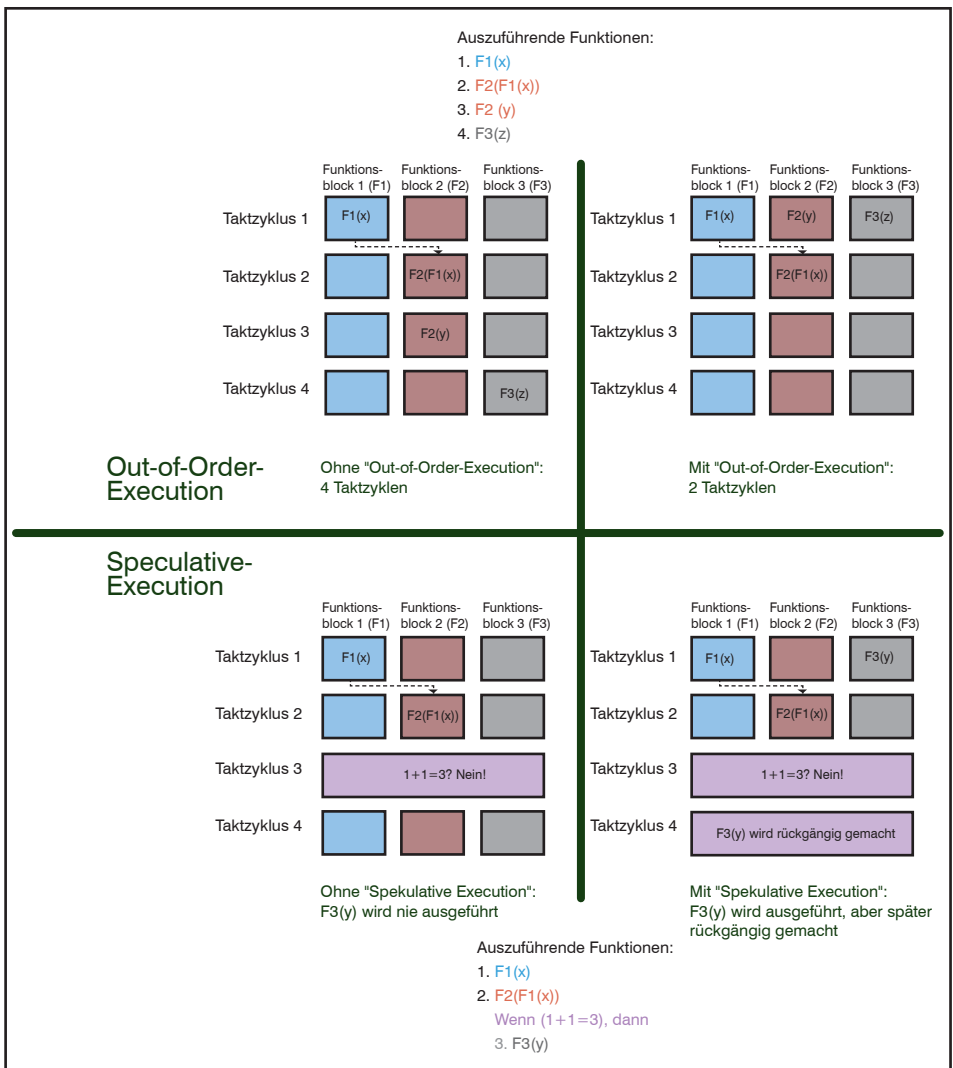 Auszuführende Funktionen:
1. F1(x)
2. F2(F1(x))
3. F2 (y)
4. F3(z)
Funktions-
block 1 (F1)
Funktions-
block 2 (F2)
Funktions-
block 3 (F3)
Taktzyklus 1
F1(x)
Taktzyklus 2
F2(F1(x))
Taktzyklus 3
F2(y)
Taktzyklus 4
F3(z)
Out-of-Order-
Execution
Ohne "Out-of-Order-Execution":
4 Taktzyklen
Funktions-
block 1 (F1)
Funktions-
block 2 (F2)
Funktions-
block 3 (F3)
Taktzyklus 1
F1(x)
F2(y)
F3(z)
Taktzyklus 2
F2(F1(x))
Taktzyklus 3
Taktzyklus 4
Mit "Out-of-Order-Execution":
2 Taktzyklen
Speculative-
Execution
Funktions-
block 1 (F1)
Funktions-
block 2 (F2)
Funktions-
block 3 (F3)
Taktzyklus 1
F1(x)
Taktzyklus 2
F2(F1(x))
Taktzyklus 3
1+1=3? Nein!
Taktzyklus 4
Ohne "Spekulative Execution":
F3(y) wird nie ausgeführt
Funktions-
block 1 (F1)
Funktions-
block 2 (F2)
Funktions-
block 3 (F3)
Taktzyklus 1
F1(x)
F3(y)
Taktzyklus 2
F2(F1(x))
Taktzyklus 3
1+1=3? Nein!
Taktzyklus 4
F3(y) wird rückgängig gemacht
Mit "Spekulative Execution":
F3(y) wird ausgeführt, aber später
rückgängig gemacht
Auszuführende Funktionen:
1. F1(x)
2. F2(F1(x))
Wenn (1+1=3), dann
3. F3(y)